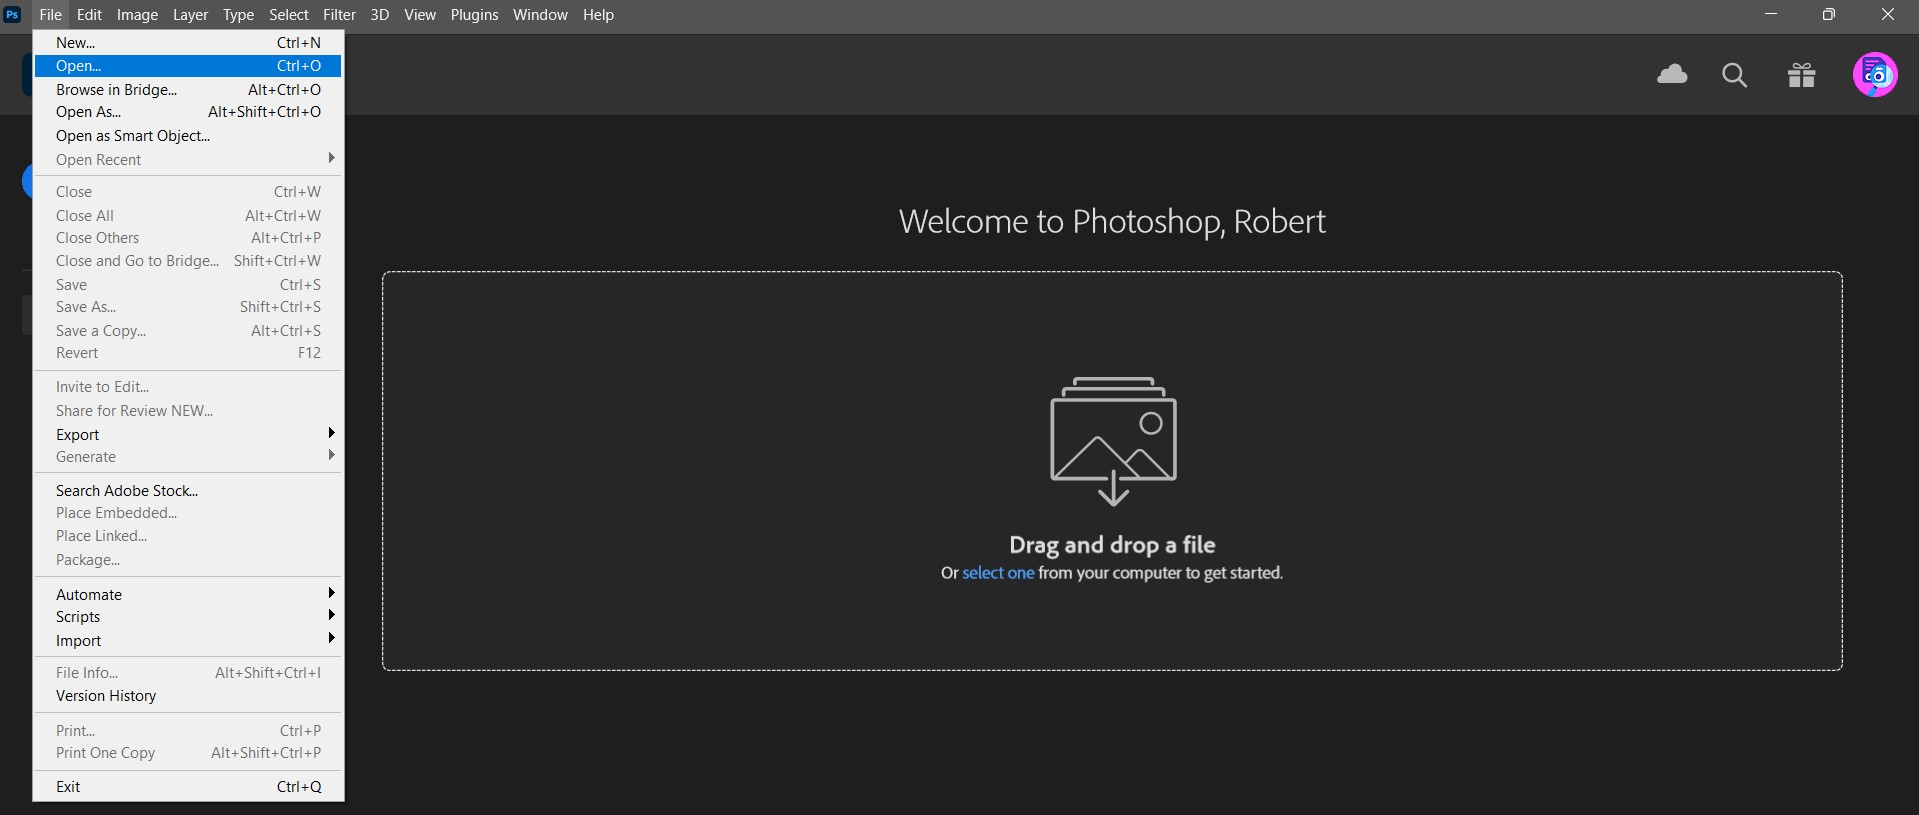 Ps File Edit Image Layer Type Select Filter 3D View Plugins Window Help
New... Ctrl+N
Open... Ctrl+O
Browse in Bridge... Alt+Ctrl+O
Open As... Alt+Shift+Ctrl+O
Open as Smart Object...
Open Recent
Close Ctrl+W
Close All Alt+Ctrl+W
Close Others Alt+Ctrl+P
Close and Go to Bridge... Shift+Ctrl+W
Save Ctrl+S
Save As... Shift+Ctrl+S
Save a Copy... Alt+Ctrl+S
Revert F12
Invite to Edit...
Share for Review NEW...
Export
Generate
Search Adobe Stock...
Place Embedded...
Place Linked...
Package...
Automate
Scripts
Import
File Info... Alt+Shift+Ctrl+I
Version History
Print... Ctrl+P
Print One Copy Alt+Shift+Ctrl+P
Exit Ctrl+Q
Welcome to Photoshop, Robert
Drag and drop a file
Or select one from your computer to get started.